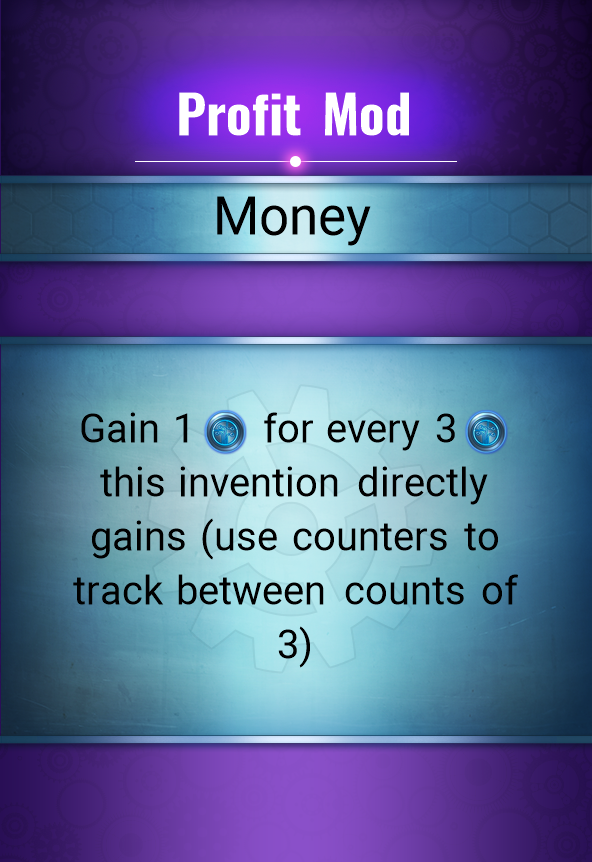 Profit Mod
Money
Gain 1 for every 3
this invention directly
gains (use counters to
track between counts of
3)